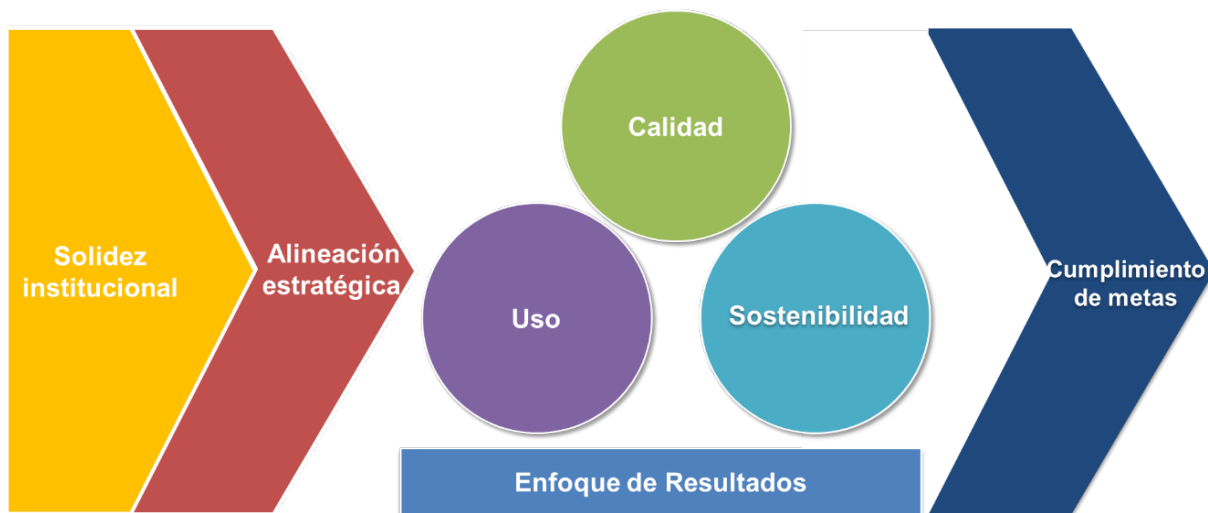 Solidez
institucional
Alineación
estratégica
Calidad
Uso
Sostenibilidad
Enfoque de Resultados
Cumplimiento
de metas